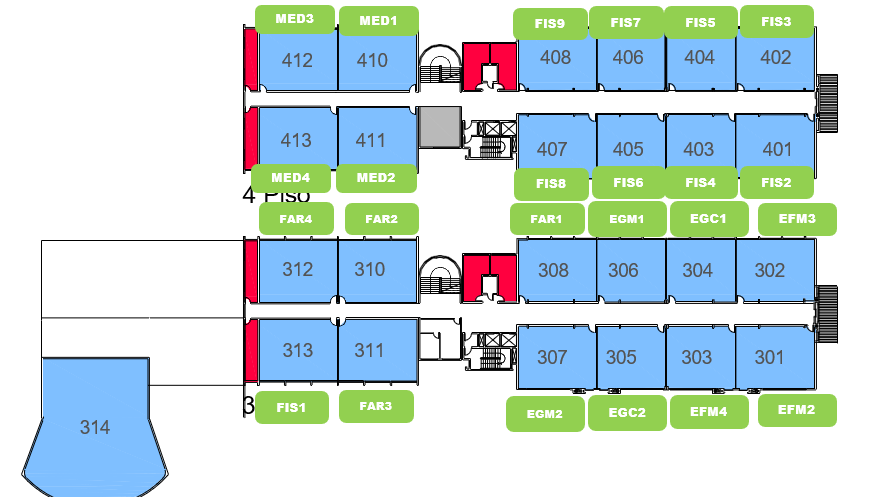 MED3 MED1 FIS9 FIS7 FIS5 FIS3
412 410 408 406 404 402
413 411 407 405 403 401
MED4 MED2 FIS8 FIS6 FIS4 FIS2
4 Piso
FAR4 FAR2 FAR1 EGM1 EGC1 EFM3
312 310 308 306 304 302
313 311 307 305 303 301
3 FIS1 FAR3 EGM2 EGC2 EFM4 EFM2
314